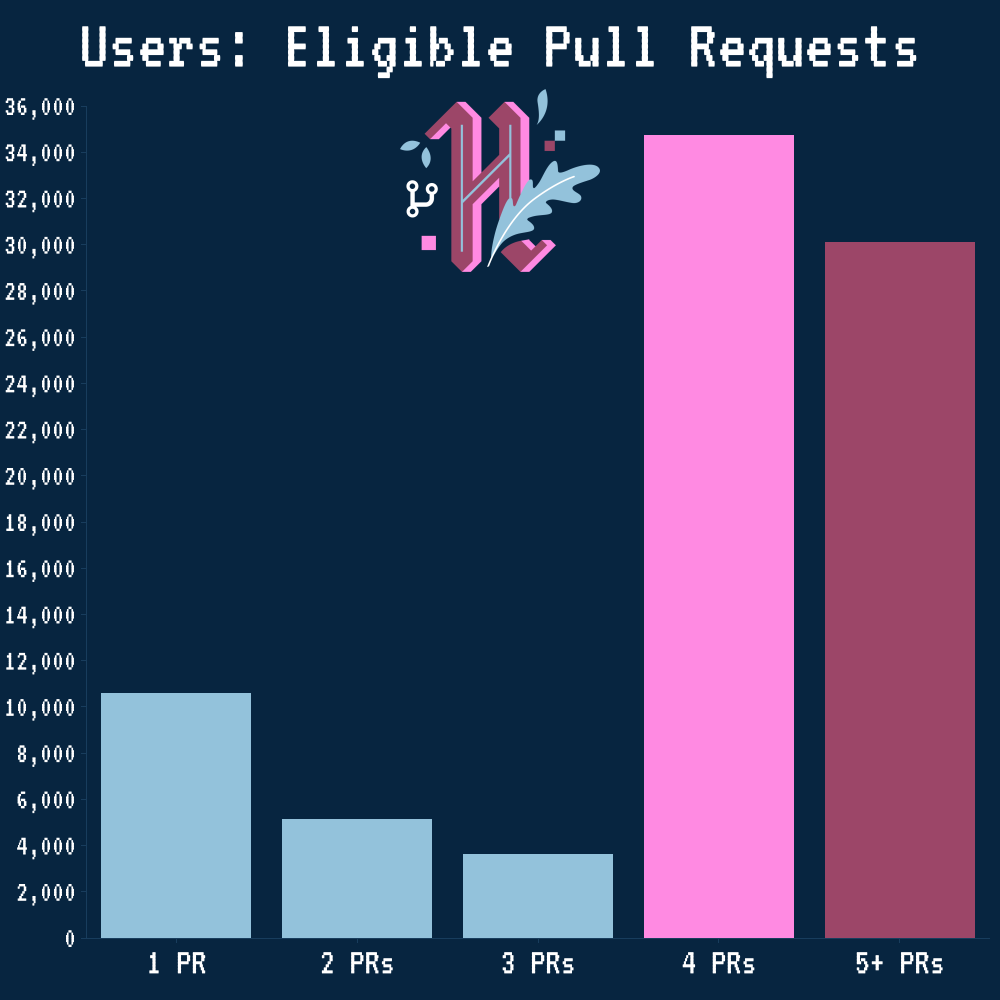 Users: Eligible Pull Requests
36,000
34,000
32,000
30,000
28,000
26,000
24,000
22,000
20,000
18,000
16,000
14,000
12,000
10,000
8,000
6,000
4,000
2,000
0
H
1 PR
2 PRs
3 PRs
4 PRs
5+ PRs